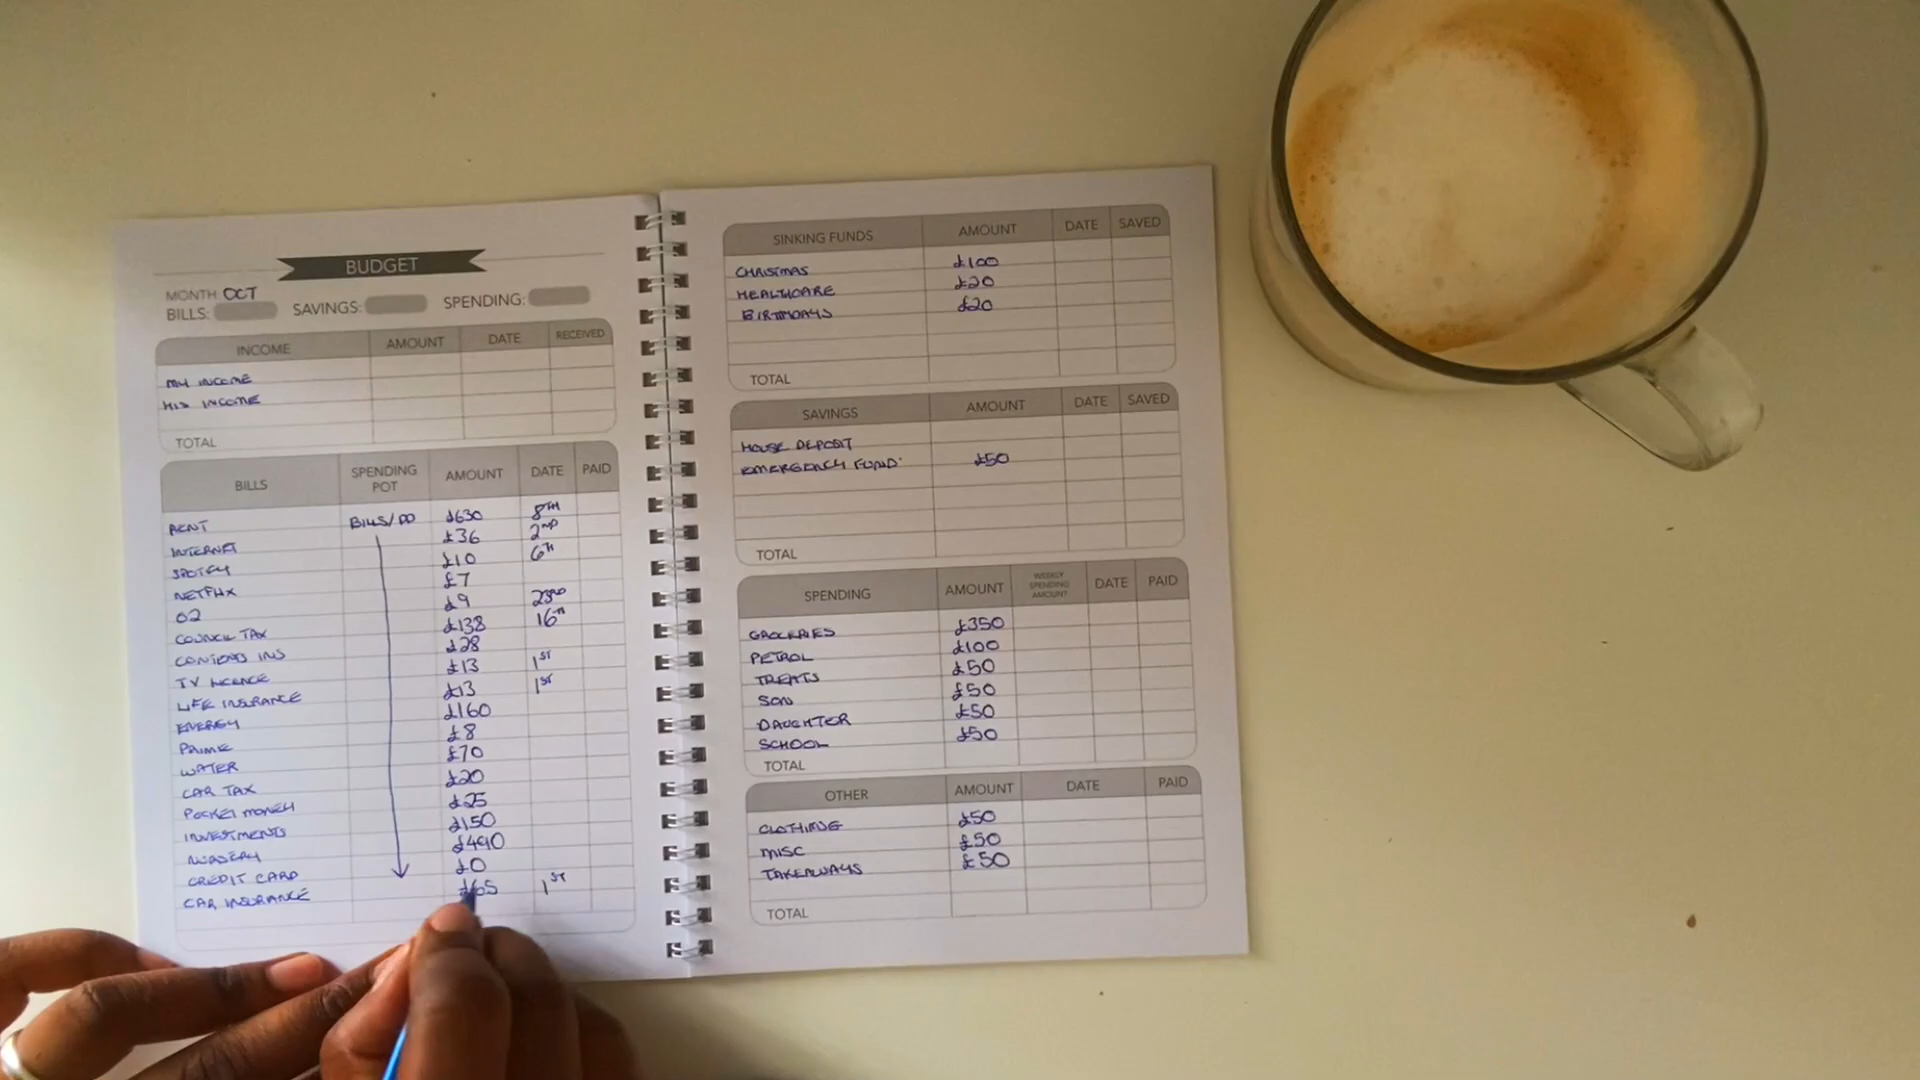 BUDGET
MONTH: OCT
BILLS: SAVINGS: SPENDING:
INCOME AMOUNT DATE RECEIVED
MY INCOME
HIS INCOME
TOTAL
BILLS SPENDING POT AMOUNT DATE PAID
RENT BILLS/DD £630 8TH
INTERNET £36 2ND
SPOTIFY £10 6TH
NETFLIX £7
O2 £9 23RD
COUNCIL TAX £138 16TH
CONTENTS INS £28
TV LICENCE £13 1ST
LIFE INSURANCE £13 1ST
ENERGY £160
PRIME £8
WATER £70
CAR TAX £20
POCKET MONEY £25
INVESTMENTS £150
NURSERY £490
CREDIT CARD £0
CAR INSURANCE £65 1ST
SINKING FUNDS AMOUNT DATE SAVED
CHRISTMAS £100
HEALTHCARE £20
BIRTHDAYS £20
TOTAL
SAVINGS AMOUNT DATE SAVED
HOUSE DEPOSIT
EMERGENCY FUND £50
TOTAL
SPENDING AMOUNT WEEKLY SPENDING AMOUNT? DATE PAID
GROCERIES £350
PETROL £100
TREATS £50
SON £50
DAUGHTER £50
SCHOOL £50
TOTAL
OTHER AMOUNT DATE PAID
CLOTHING £50
MISC £50
TAKEAWAYS £50
TOTAL